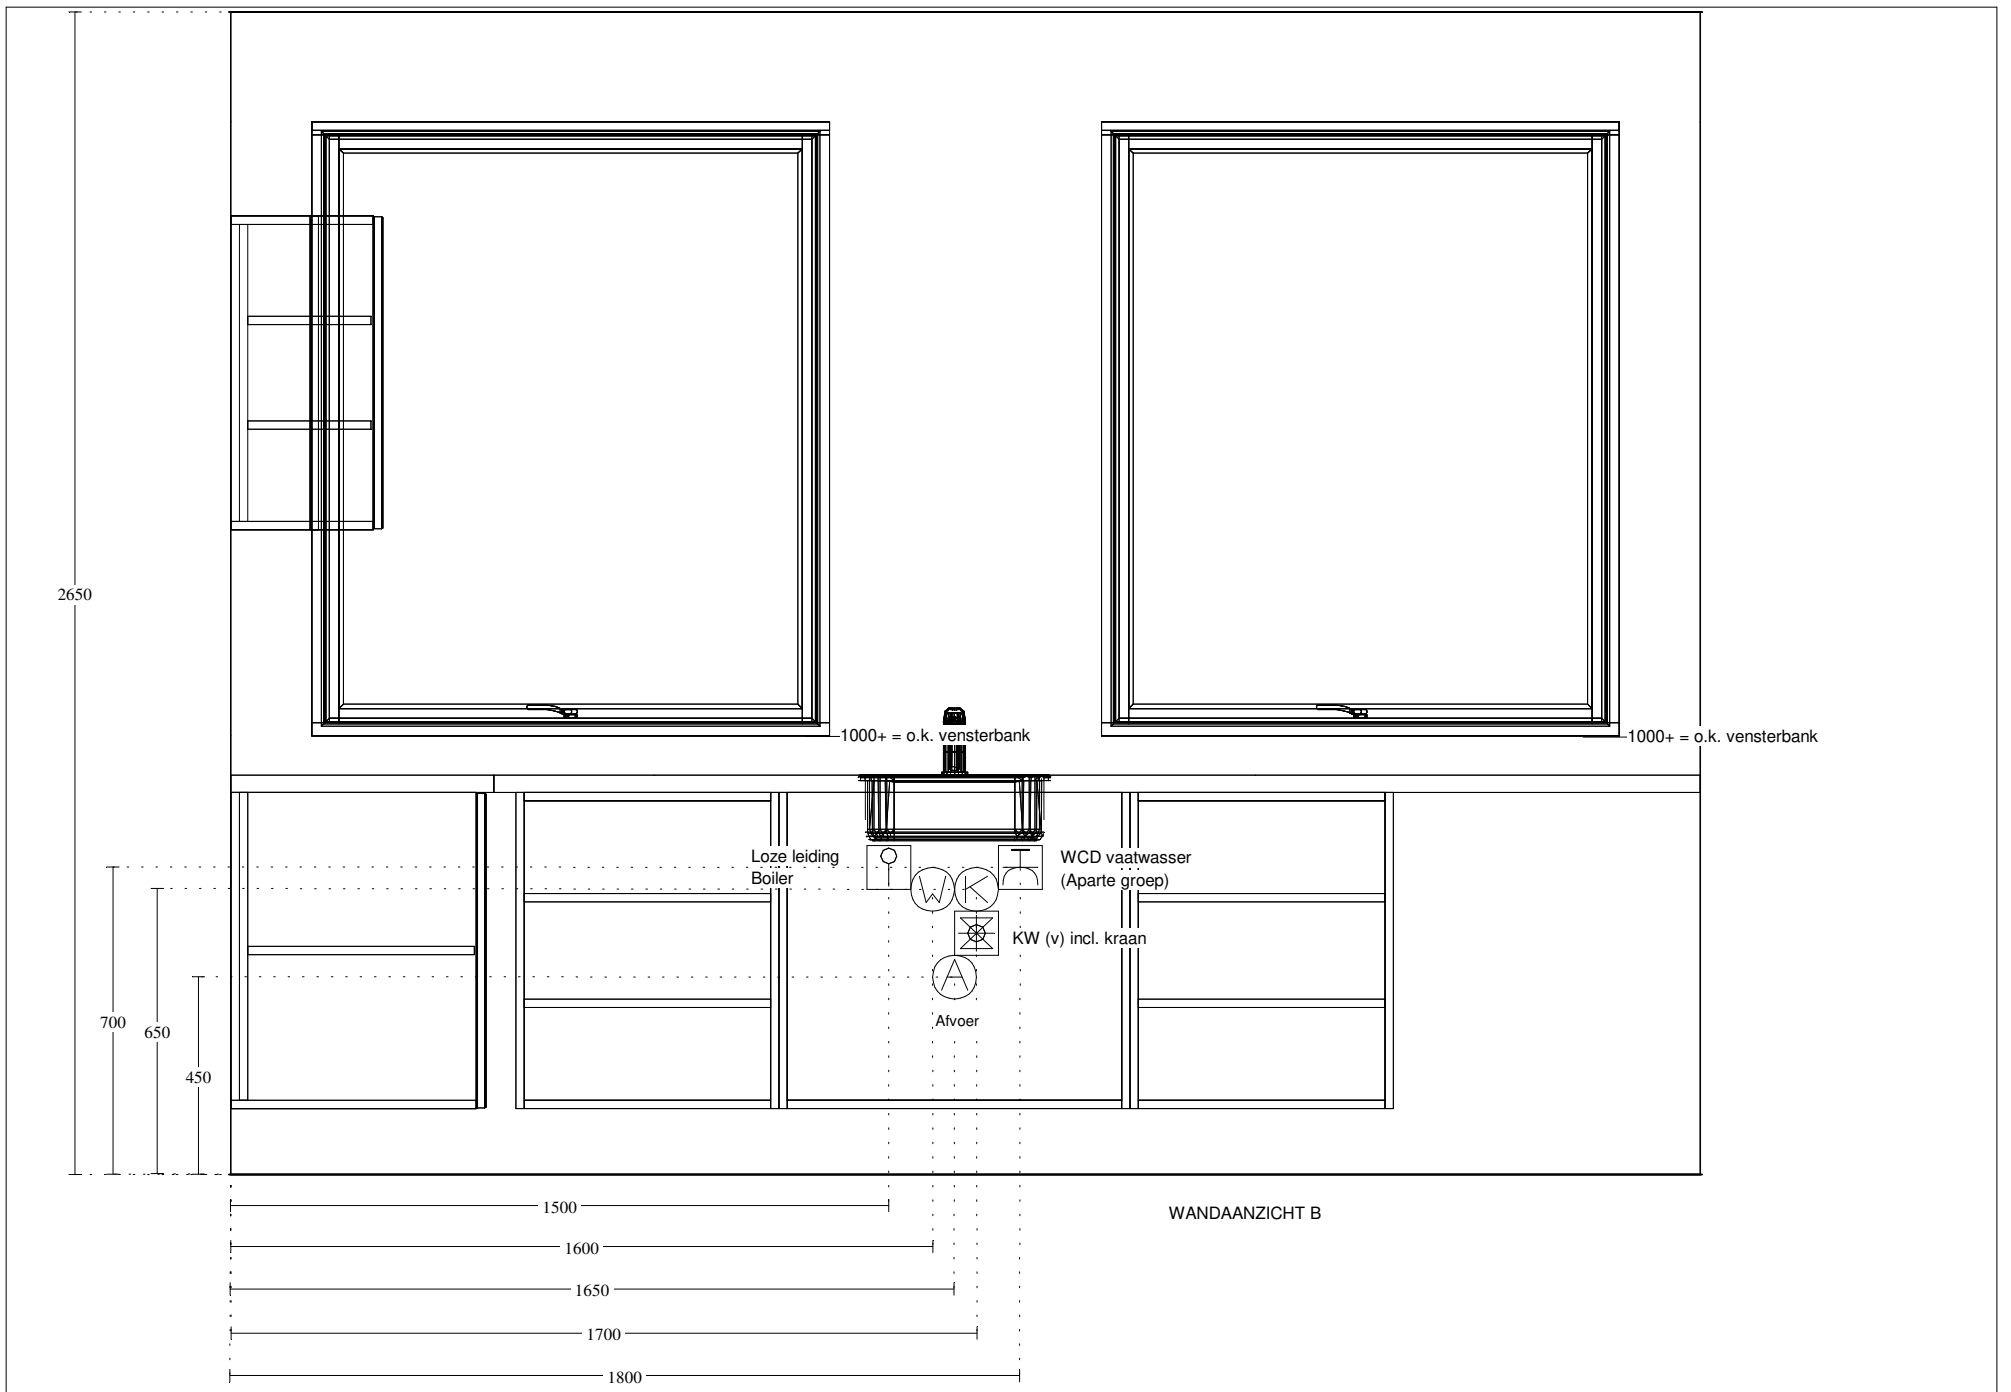 2650
1000+ = o.k. vensterbank
1000+ = o.k. vensterbank
Loze leiding
Boiler
WCD vaatwasser
(Aparte groep)
W
K
KW (v) incl. kraan
A
Afvoer
700
650
450
1500
WANDAANZICHT B
1600
1650
1700
1800